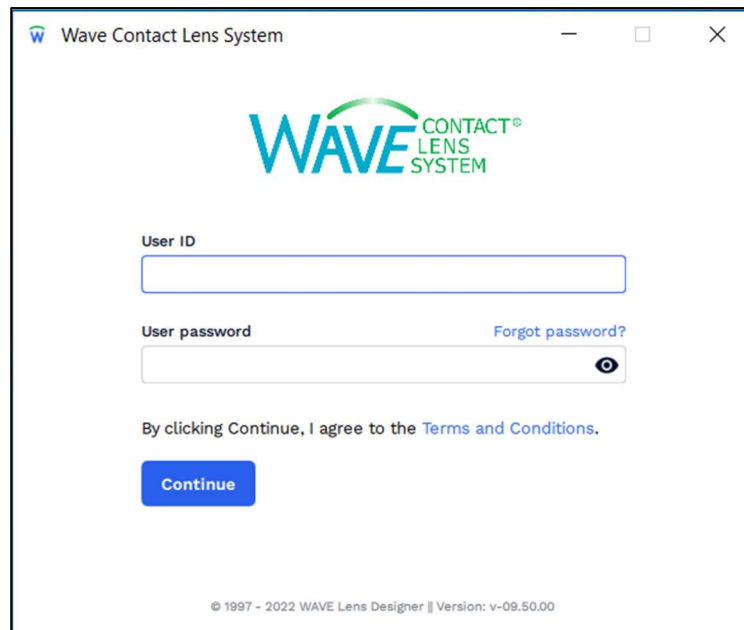 Wave Contact Lens System
WAVE CONTACT®
LENS
SYSTEM
User ID
User password Forgot password?
By clicking Continue, I agree to the Terms and Conditions.
Continue
© 1997 - 2022 WAVE Lens Designer || Version: v-09.50.00